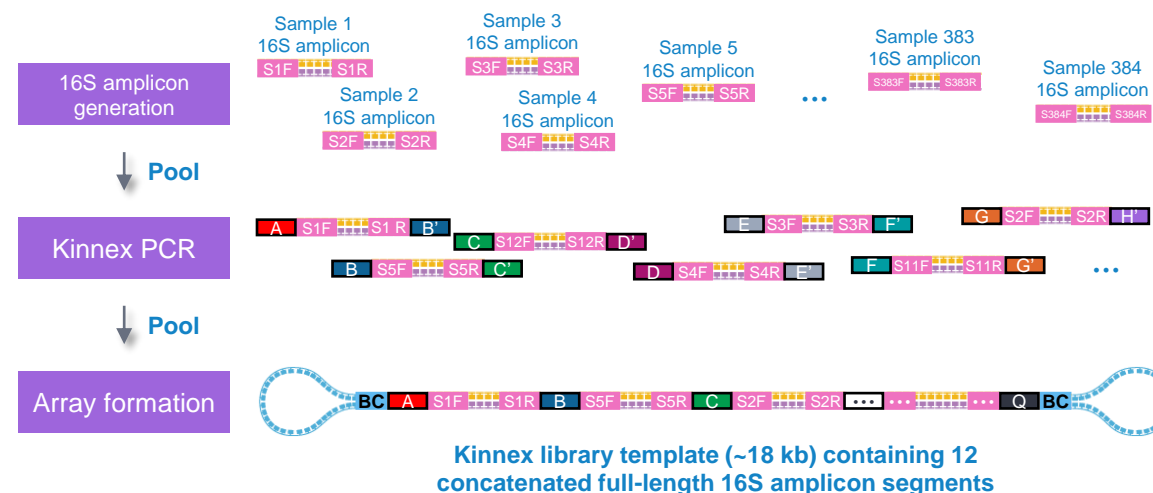 Sample 1
16S amplicon
S1F S1R
Sample 2
16S amplicon
S2F S2R
Sample 3
16S amplicon
S3F S3R
Sample 4
16S amplicon
S4F S4R
Sample 5
16S amplicon
S5F S5R
...
Sample 383
16S amplicon
S383F S383R
Sample 384
16S amplicon
S384F S384R
16S amplicon
generation
Pool
Kinnex PCR
A S1F S1 R B'
B S5F S5R C'
C S12F S12R D'
D S4F S4R E'
E S3F S3R F'
F S11F S11R G'
G S2F S2R H'
...
Pool
Array formation
BC A S1F S1R B S5F S5R C S2F S2R ... ... ... Q BC
Kinnex library template (~18 kb) containing 12
concatenated full-length 16S amplicon segments